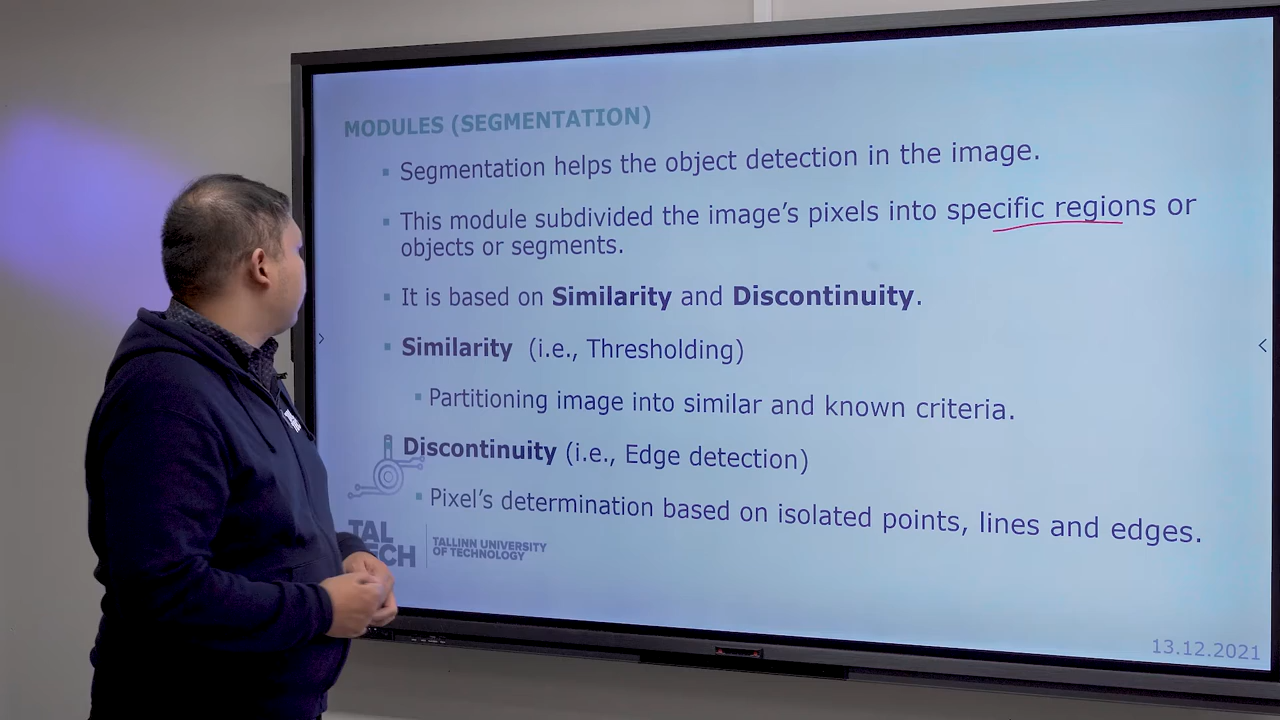 MODULES (SEGMENTATION)
Segmentation helps the object detection in the image.
This module subdivided the image's pixels into specific regions or
objects or segments.
It is based on Similarity and Discontinuity.
Similarity (i.e., Thresholding)
Partitioning image into similar and known criteria.
Discontinuity (i.e., Edge detection)
Pixel's determination based on isolated points, lines and edges.
TAL
TECH
TALLINN UNIVERSITY
OF TECHNOLOGY
13.12.2021